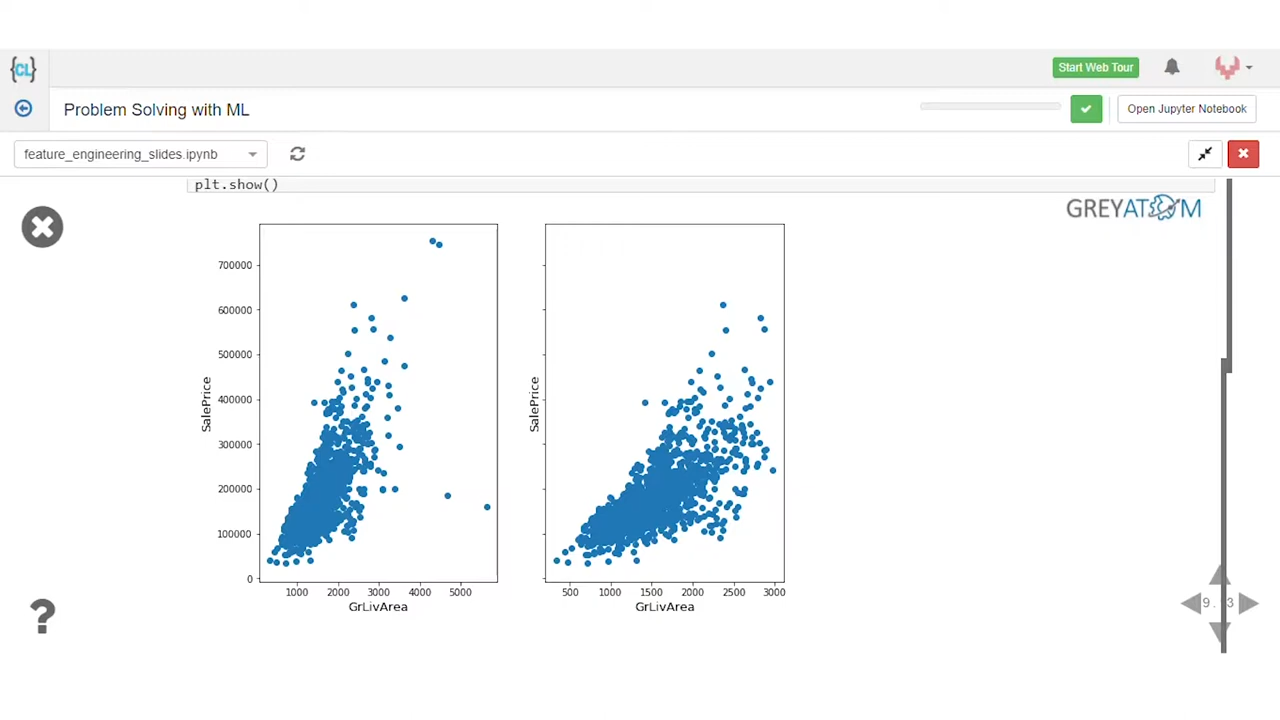 {CL}
Start Web Tour
Problem Solving with ML
Open Jupyter Notebook
feature_engineering_slides.ipynb
plt.show()
GREYATOM
700000
600000
500000
400000
300000
200000
100000
0
SalePrice
1000 2000 3000 4000 5000
GrLivArea
SalePrice
500 1000 1500 2000 2500 3000
GrLivArea
?